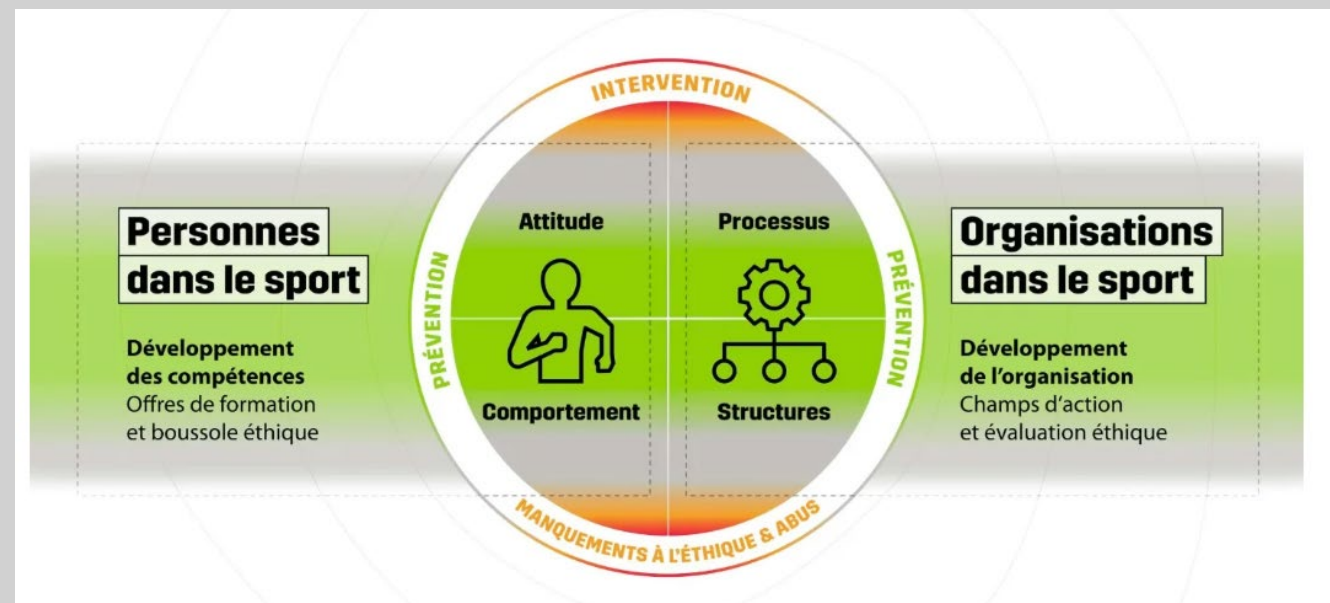 INTERVENTION
Personnes
dans le sport
Développement
des compétences
Offres de formation
et boussole éthique
PRÉVENTION
Attitude
Comportement
Processus
Structures
PRÉVENTION
Organisations
dans le sport
Développement
de l'organisation
Champs d'action
et évaluation éthique
MANQUEMENTS À L'ÉTHIQUE & ABUS